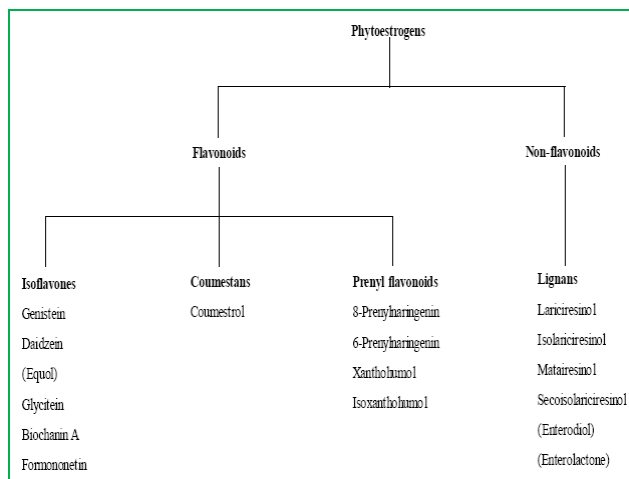 Phytoestrogens
Flavonoids
Non-flavonoids
Isoflavones
Genistein
Daidzein
(Equol)
Glycitein
Biochanin A
Formononetin
Coumestans
Coumestrol
Prenyl flavonoids
8-Prenylnaringenin
6-Prenylnaringenin
Xanthohumol
Isoxanthohumol
Lignans
Lariciresinol
Isolariciresinol
Matairesinol
Secoisolariciresinol
(Enterodiol)
(Enterolactone)